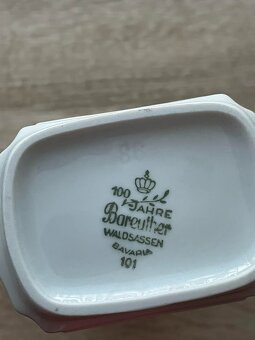 100
JAHRE
Bareuther
WALDSASSEN
BAVARIA
101